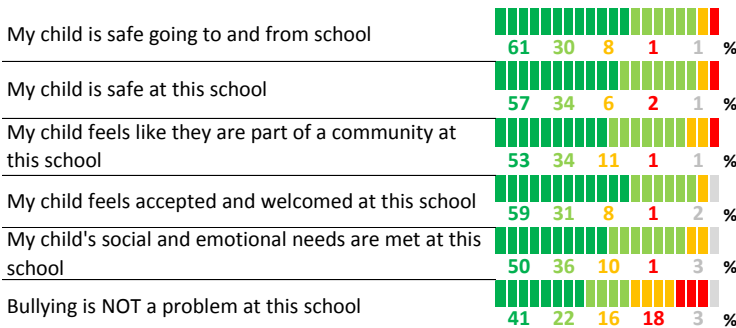 My child is safe going to and from school
61 30 8 1 1 %
My child is safe at this school
57 34 6 2 1 %
My child feels like they are part of a community at
this school
53 34 11 1 1 %
My child feels accepted and welcomed at this school
59 31 8 1 2 %
My child's social and emotional needs are met at this
school
50 36 10 1 3 %
Bullying is NOT a problem at this school
41 22 16 18 3 %